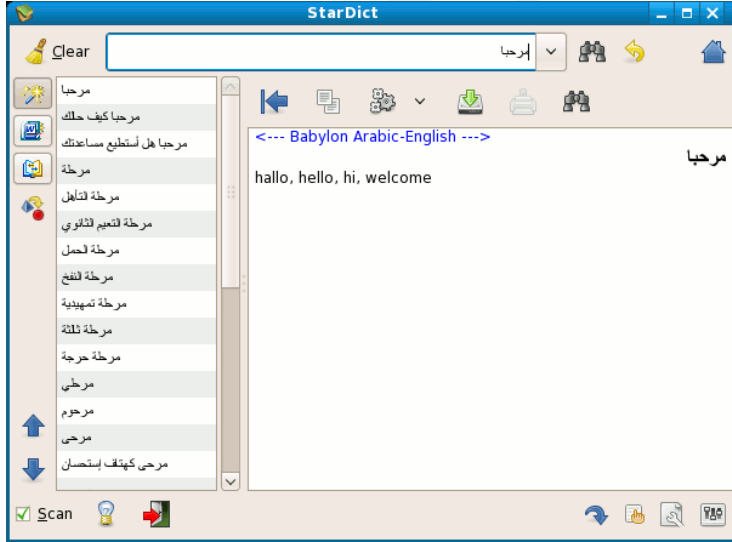 StarDict
Clear
مرحبا
مرحبا
مرحبا كيف حالك
مرحبا هل أستطيع مساعدتك
مرحلة
مرحلة التأهل
مرحلة التعيم الثانوي
مرحلة الحمل
مرحلة النفخ
مرحلة تمهيدية
مرحلة ثالثة
مرحلة حرجة
مرحلي
مرحوم
مرحى
مرحى كهتاف إستحسان
<--- Babylon Arabic-English --->
مرحبا
hallo, hello, hi, welcome
Scan